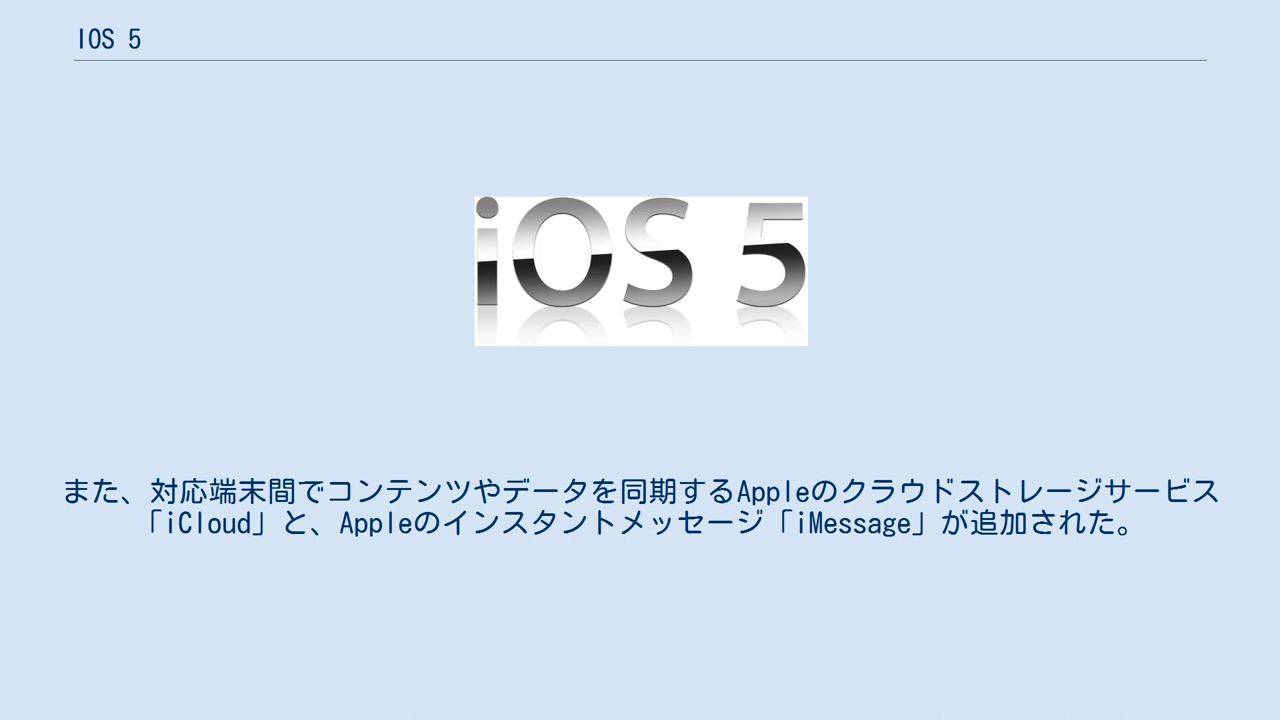 IOS 5
iOS 5
また、対応端末間でコンテンツやデータを同期するAppleのクラウドストレージサービス
「iCloud」と、Appleのインスタントメッセージ「iMessage」が追加された。